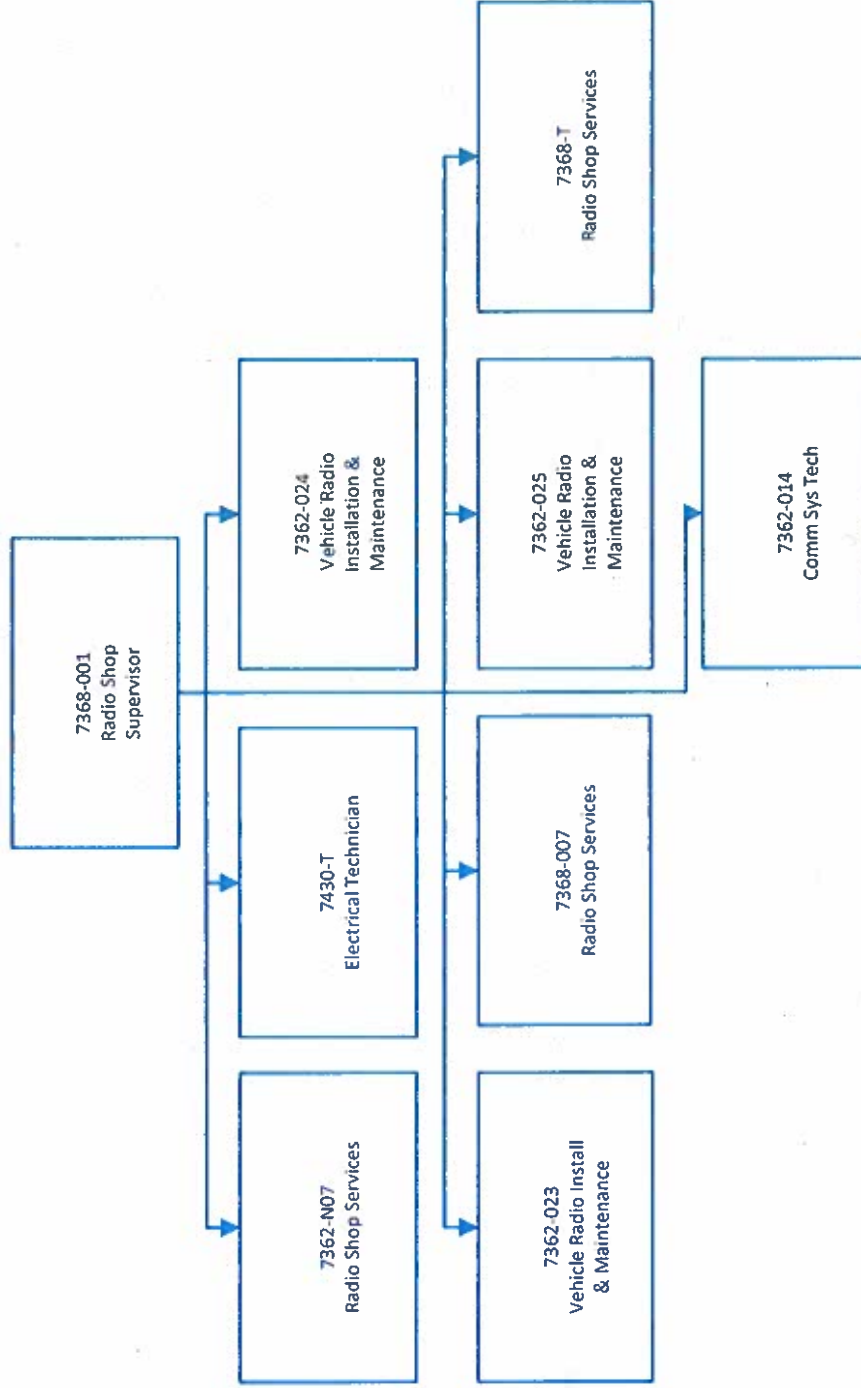 7368-001
Radio Shop
Supervisor
7362-N07
Radio Shop Services
7430-T
Electrical Technician
7362-024
Vehicle Radio
Installation &
Maintenance
7362-023
Vehicle Radio Install
& Maintenance
7368-007
Radio Shop Services
7362-025
Vehicle Radio
Installation &
Maintenance
7368-T
Radio Shop Services
7362-014
Comm Sys Tech